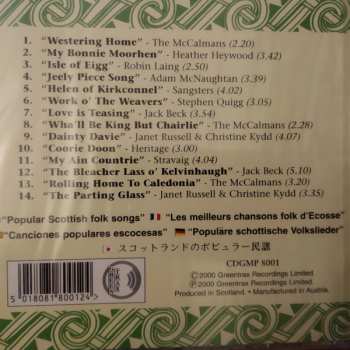 1. "Westering Home" - The McCalmans (2.20)
2. "My Bonnie Moorhen" - Heather Heywood (3.02)
3. "Isle of Eigg" - Robin Laing (2.50)
4. "Jeely Piece Song" - Adam McNaughtan (3.39)
5. "Helen of Kirkconnel" - Sangsters (4.02)
6. "Work o' The Weavers" - Stephen Quigg (3.05)
7. "Love is Teasing" - Jack Beck (3.53)
8. "Wha'll Be King But Chairlie" - The McCalmans (2.28)
9. "Dainty Davie" - Janet Russell & Christine Kydd (5.07)
10. "Coorie Doon" - Heritage (3.00)
11. "My Ain Countrie" - Stravaig (4.04)
12. "The Bleacher Lass o' Kelvinhaugh" - Jack Beck (5.10)
13. "Rolling Home To Caledonia" - The McCalmans (3.20)
14. "The Parting Glass" - Janet Russell & Christine Kydd (3.35)
"Popular Scottish folk songs" "Les meilleurs chansons folk d'Ecosse"
"Canciones populares escocesas" "Populare schottische Volkslieder"
スコットランドのポピュラー民謡
CDGMP 8001
©2000 Greentrax Recordings Limited.
℗2000 Greentrax Recordings Limited.
Produced in Scotland. • Manufactured in Austria.
5 018081 800124 >